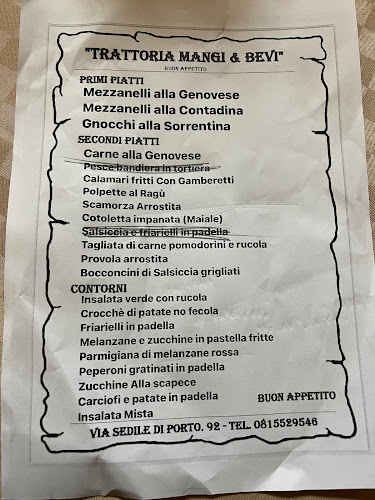 "TRATTORIA MANGI & BEVI"
BUON APPETITO
PRIMI PIATTI
Mezzanelli alla Genovese
Mezzanelli alla Contadina
Gnocchi alla Sorrentina
SECONDI PIATTI
Carne alla Genovese
Pesce bandiera in tortiera
Calamari fritti Con Gamberetti
Polpette al Ragù
Scamorza Arrostita
Cotoletta impanata (Maiale)
Salsiccia e friarielli in padella
Tagliata di carne pomodorini e rucola
Provola arrostita
Bocconcini di Salsiccia grigliati
CONTORNI
Insalata verde con rucola
Crocchè di patate no fecola
Friarielli in padella
Melanzane e zucchine in pastella fritte
Parmigiana di melanzane rossa
Peperoni gratinati in padella
Zucchine Alla scapece
Carciofi e patate in padella
BUON APPETITO
Insalata Mista
VIA SEDILE DI PORTO. 92 - TEL. 0815529546